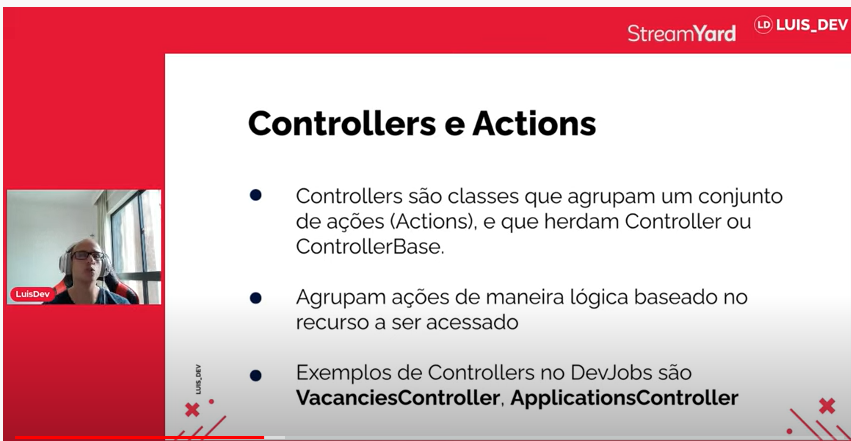 StreamYard
LD LUIS_DEV
Controllers e Actions
Controllers são classes que agrupam um conjunto
de ações (Actions), e que herdam Controller ou
ControllerBase.
LuisDev
Agrupam ações de maneira lógica baseado no
recurso a ser acessado
Exemplos de Controllers no DevJobs são
VacanciesController, ApplicationsController
LUIS_DEV